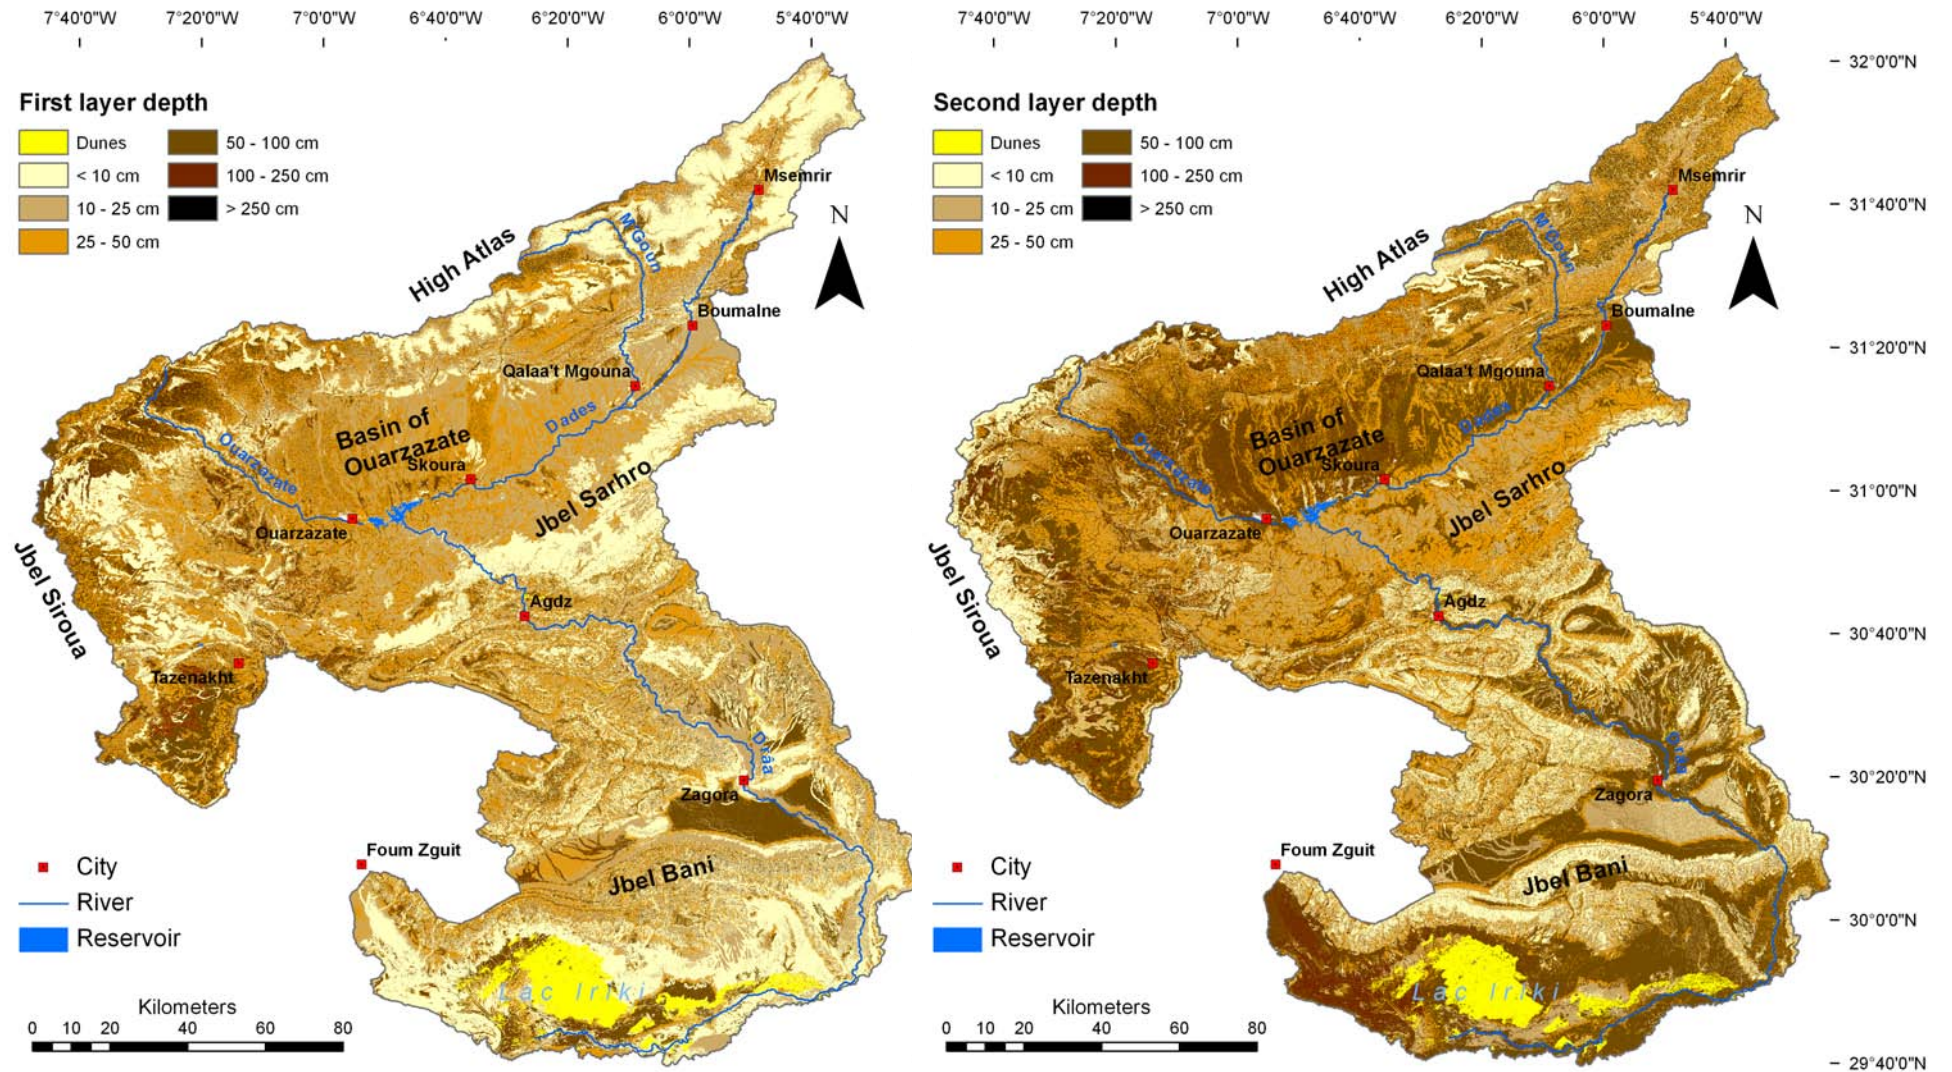 7°40'0"W 7°20'0"W 7°00'W 6°40'0"W 6°20'0"W 6°00"W 5°40'0"W
7°40'0"W 7°20'0"W 7°00'W 6°40'0"W 6°20'0"W 6°00"W 5°40'0"W
First layer depth
Dunes
< 10 cm
10 - 25 cm
25 - 50 cm
50 - 100 cm
100 - 250 cm
> 250 cm
Msemrir
N
M'Goun
High Atlas
Boumalne
Qalaa't Mgouna
Dades
Basin of
Ouarzazate
Skoura
Ouarzazate
Ouarzazate
Jbel Sarhro
Jbel Siroua
Agdz
Tazenakht
Drâa
Zagora
Foum Zguit
Jbel Bani
Lac Iriki
City
River
Reservoir
Kilometers
0 10 20 40 60 80
Second layer depth
Dunes
< 10 cm
10 - 25 cm
25 - 50 cm
50 - 100 cm
100 - 250 cm
> 250 cm
Msemrir
N
M'Goun
High Atlas
Boumalne
Qalaa't Mgouna
Dades
Basin of
Ouarzazate
Skoura
Ouarzazate
Ouarzazate
Jbel Sarhro
Jbel Siroua
Agdz
Tazenakht
Drâa
Zagora
Foum Zguit
Jbel Bani
Lac Iriki
City
River
Reservoir
Kilometers
0 10 20 40 60 80
32°0'0"N
31°40'0"N
31°20'0"N
31°0'0"N
30°40'0"N
30°20'0"N
30°0'0"N
29°40'0"N